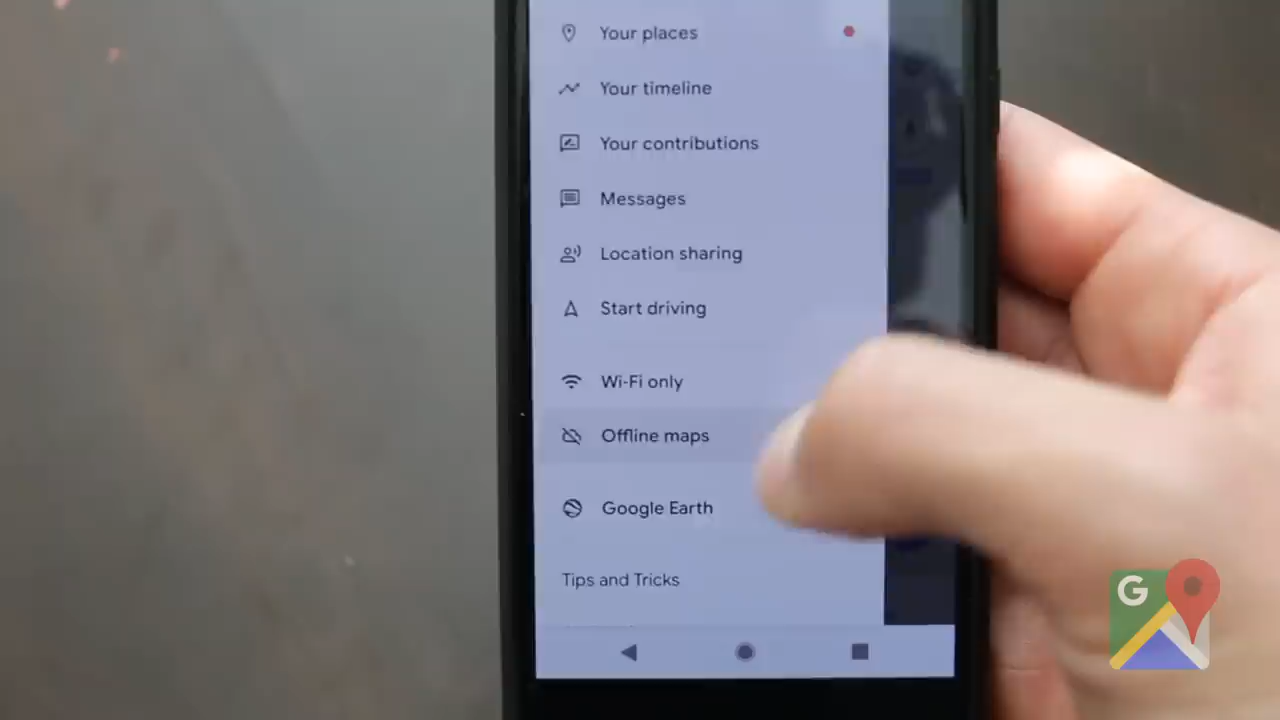 Your places
Your timeline
Your contributions
Messages
Location sharing
Start driving
Wi-Fi only
Offline maps
Google Earth
Tips and Tricks
G